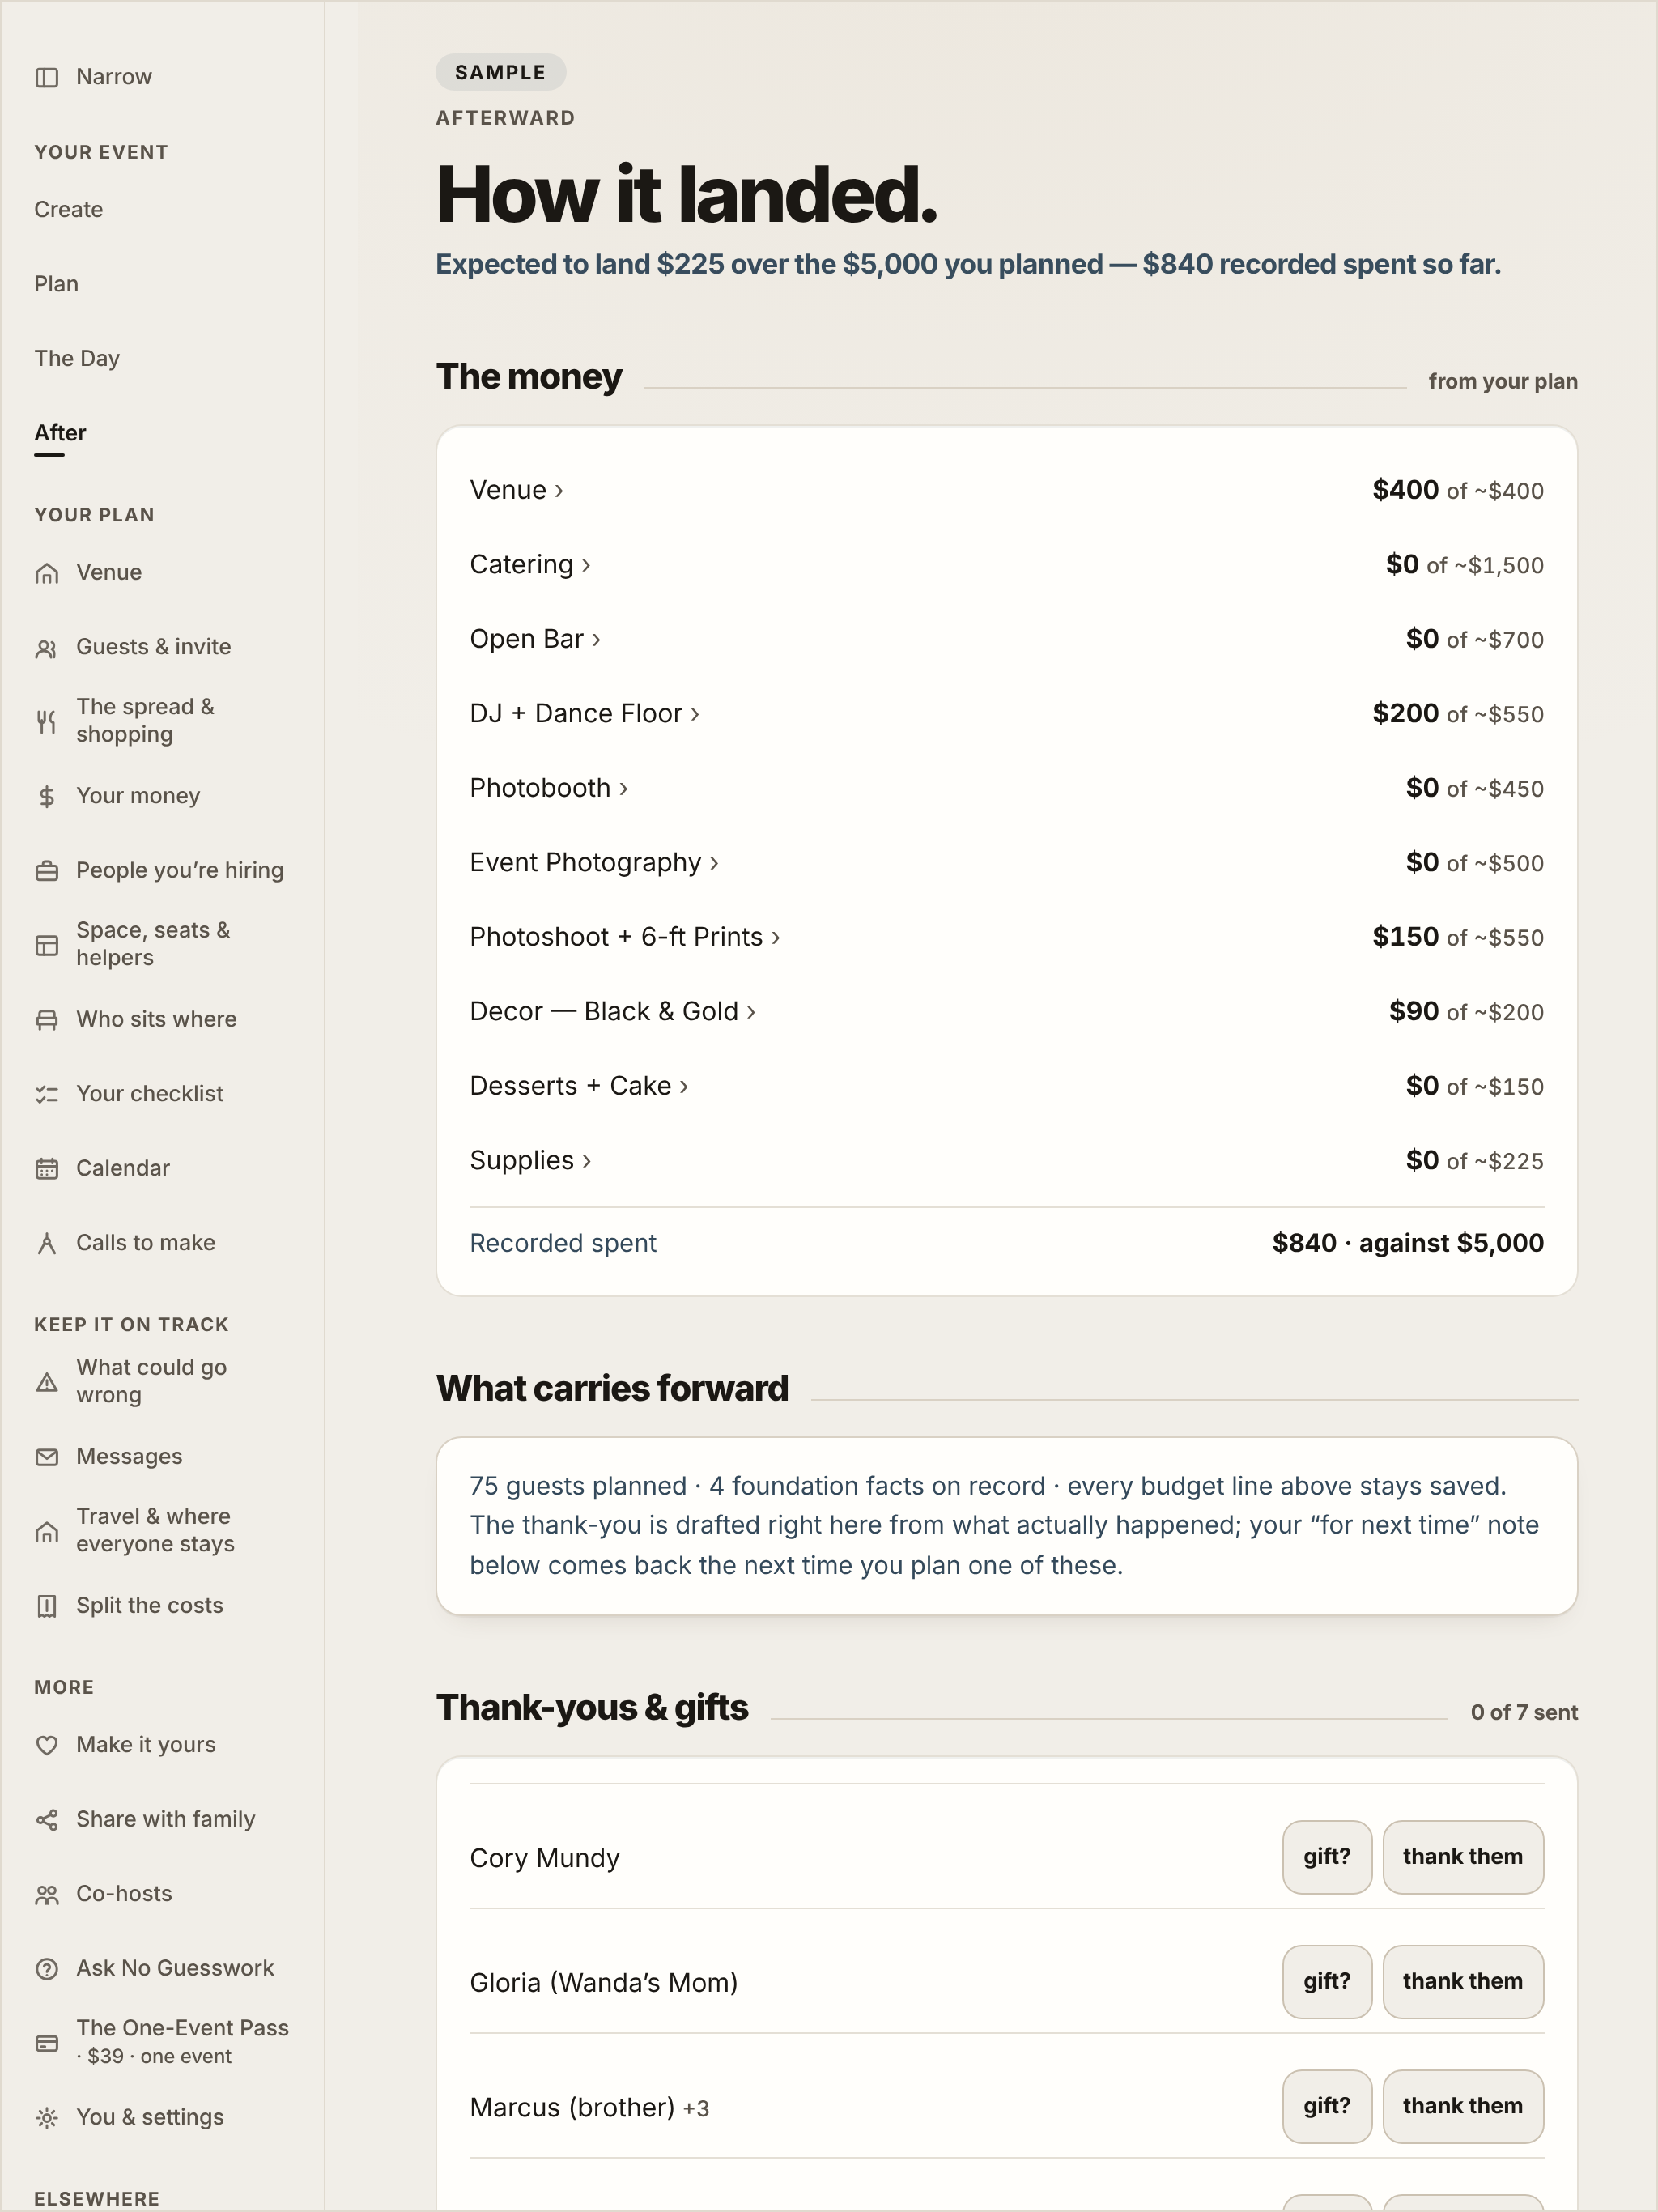 Narrow
YOUR EVENT
Create
Plan
The Day
After
YOUR PLAN
Venue
Guests & invite
The spread &
shopping
Your money
People you’re hiring
Space, seats &
helpers
Who sits where
Your checklist
Calendar
Calls to make
KEEP IT ON TRACK
What could go
wrong
Messages
Travel & where
everyone stays
Split the costs
MORE
Make it yours
Share with family
Co-hosts
Ask No Guesswork
The One-Event Pass
· $39 · one event
You & settings
ELSEWHERE
SAMPLE
AFTERWARD
How it landed.
Expected to land $225 over the $5,000 you planned — $840 recorded spent so far.
The money from your plan
Venue › $400 of ~$400
Catering › $0 of ~$1,500
Open Bar › $0 of ~$700
DJ + Dance Floor › $200 of ~$550
Photobooth › $0 of ~$450
Event Photography › $0 of ~$500
Photoshoot + 6-ft Prints › $150 of ~$550
Decor — Black & Gold › $90 of ~$200
Desserts + Cake › $0 of ~$150
Supplies › $0 of ~$225
Recorded spent $840 · against $5,000
What carries forward
75 guests planned · 4 foundation facts on record · every budget line above stays saved.
The thank-you is drafted right here from what actually happened; your “for next time” note
below comes back the next time you plan one of these.
Thank-yous & gifts 0 of 7 sent
Cory Mundy gift? thank them
Gloria (Wanda’s Mom) gift? thank them
Marcus (brother) +3 gift? thank them